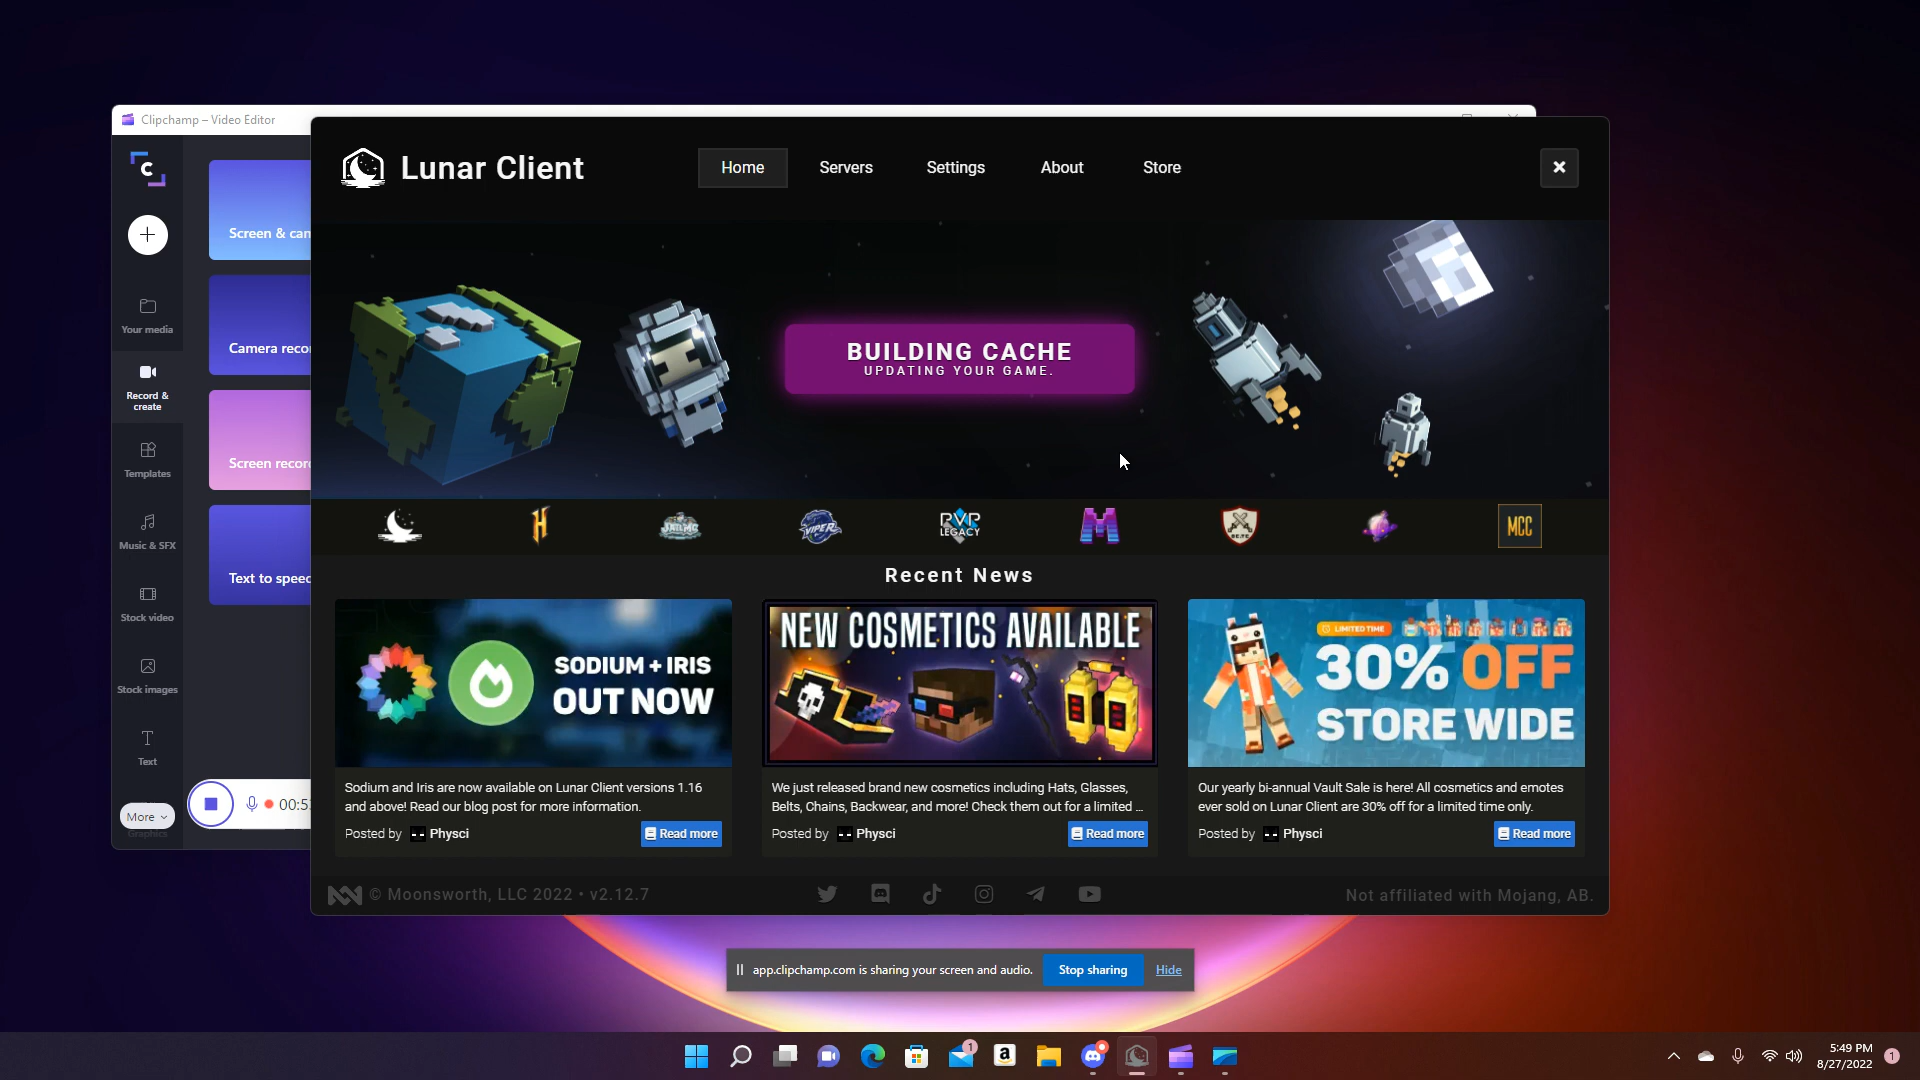 Clipchamp – Video Editor
Lunar Client
Home
Servers
Settings
About
Store
Screen & can
Camera reco
Screen recor
Text to speec
Your media
Record &
create
Templates
Music & SFX
Stock video
Stock images
Text
More
Graphics
00:5
BUILDING CACHE
UPDATING YOUR GAME.
H
VIPER
PVP
LEGACY
M
MCC
Recent News
SODIUM + IRIS
OUT NOW
Sodium and Iris are now available on Lunar Client versions 1.16
and above! Read our blog post for more information.
Posted by Physci
Read more
NEW COSMETICS AVAILABLE
We just released brand new cosmetics including Hats, Glasses,
Belts, Chains, Backwear, and more! Check them out for a limited ...
Posted by Physci
Read more
LIMITED TIME
30% OFF
STORE WIDE
Our yearly bi-annual Vault Sale is here! All cosmetics and emotes
ever sold on Lunar Client are 30% off for a limited time only.
Posted by Physci
Read more
© Moonsworth, LLC 2022 • v2.12.7
Not affiliated with Mojang, AB.
app.clipchamp.com is sharing your screen and audio.
Stop sharing
Hide
1
5:49 PM
8/27/2022
1